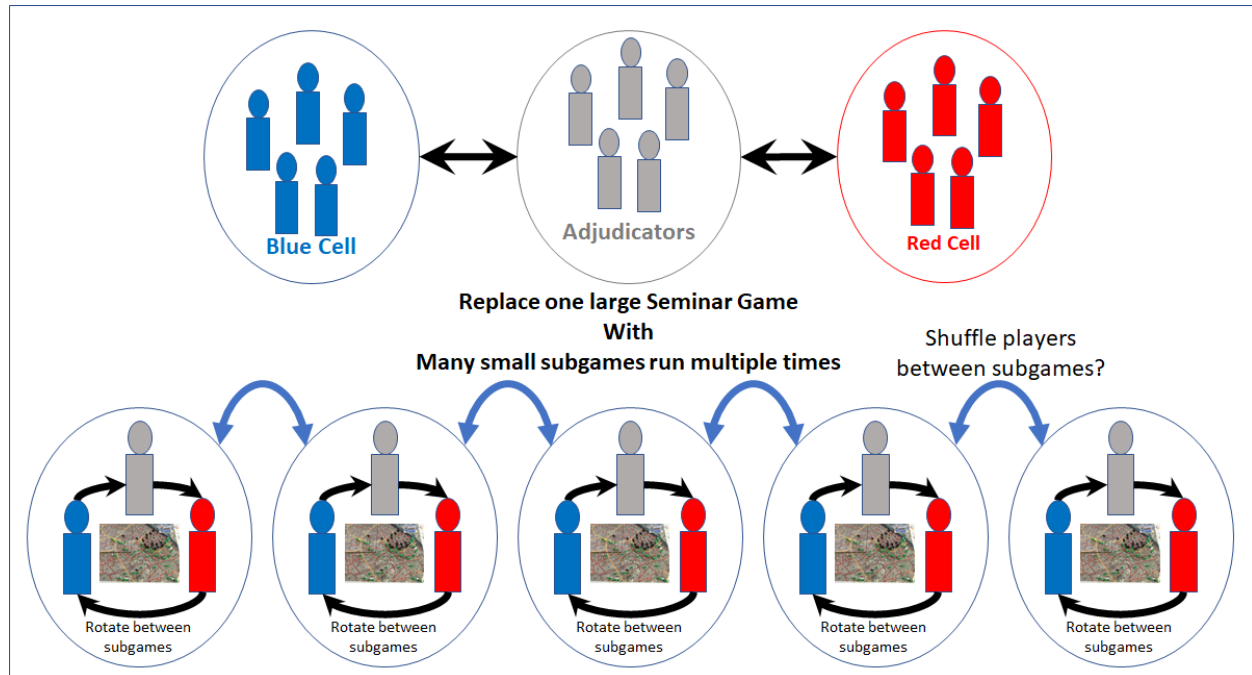 Blue Cell
Adjudicators
Red Cell
Replace one large Seminar Game
With
Many small subgames run multiple times
Shuffle players
between subgames?
Rotate between
subgames
Rotate between
subgames
Rotate between
subgames
Rotate between
subgames
Rotate between
subgames